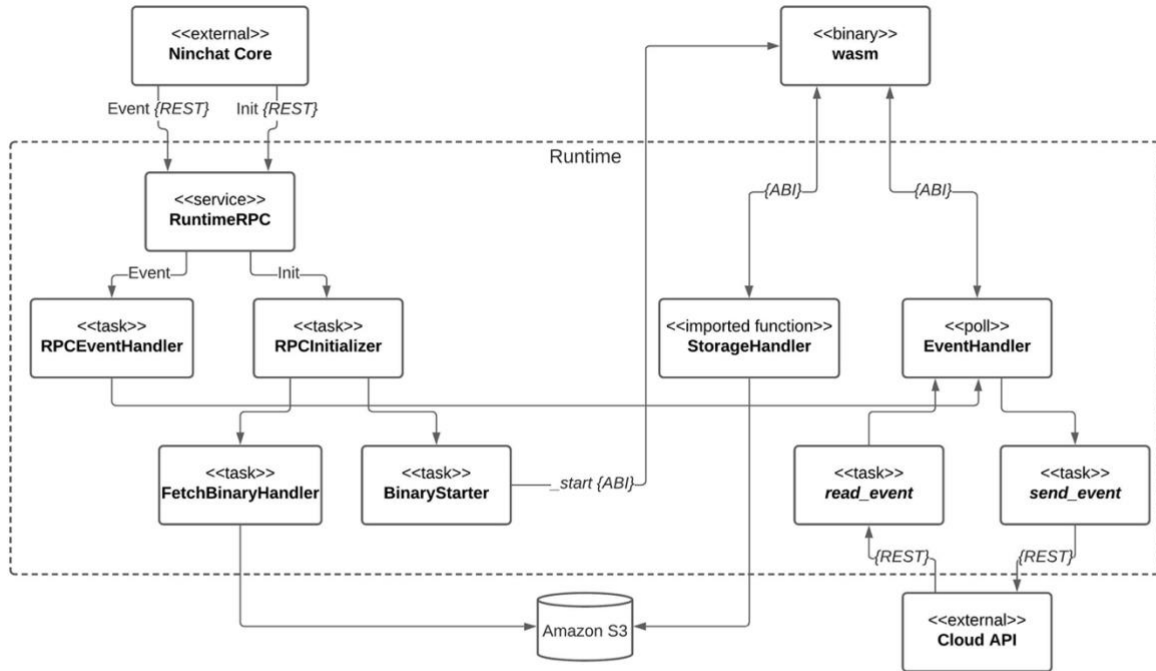 <<external>>
Ninchat Core
<<binary>>
wasm
Event {REST}
Init {REST}
Runtime
<<service>>
RuntimeRPC
{ABI}
{ABI}
Event
Init
<<task>>
RPCEventHandler
<<task>>
RPCInitializer
<<imported function>>
StorageHandler
<<poll>>
EventHandler
<<task>>
FetchBinaryHandler
<<task>>
BinaryStarter
_start {ABI}
<<task>>
read_event
<<task>>
send_event
{REST}
{REST}
Amazon S3
<<external>>
Cloud API